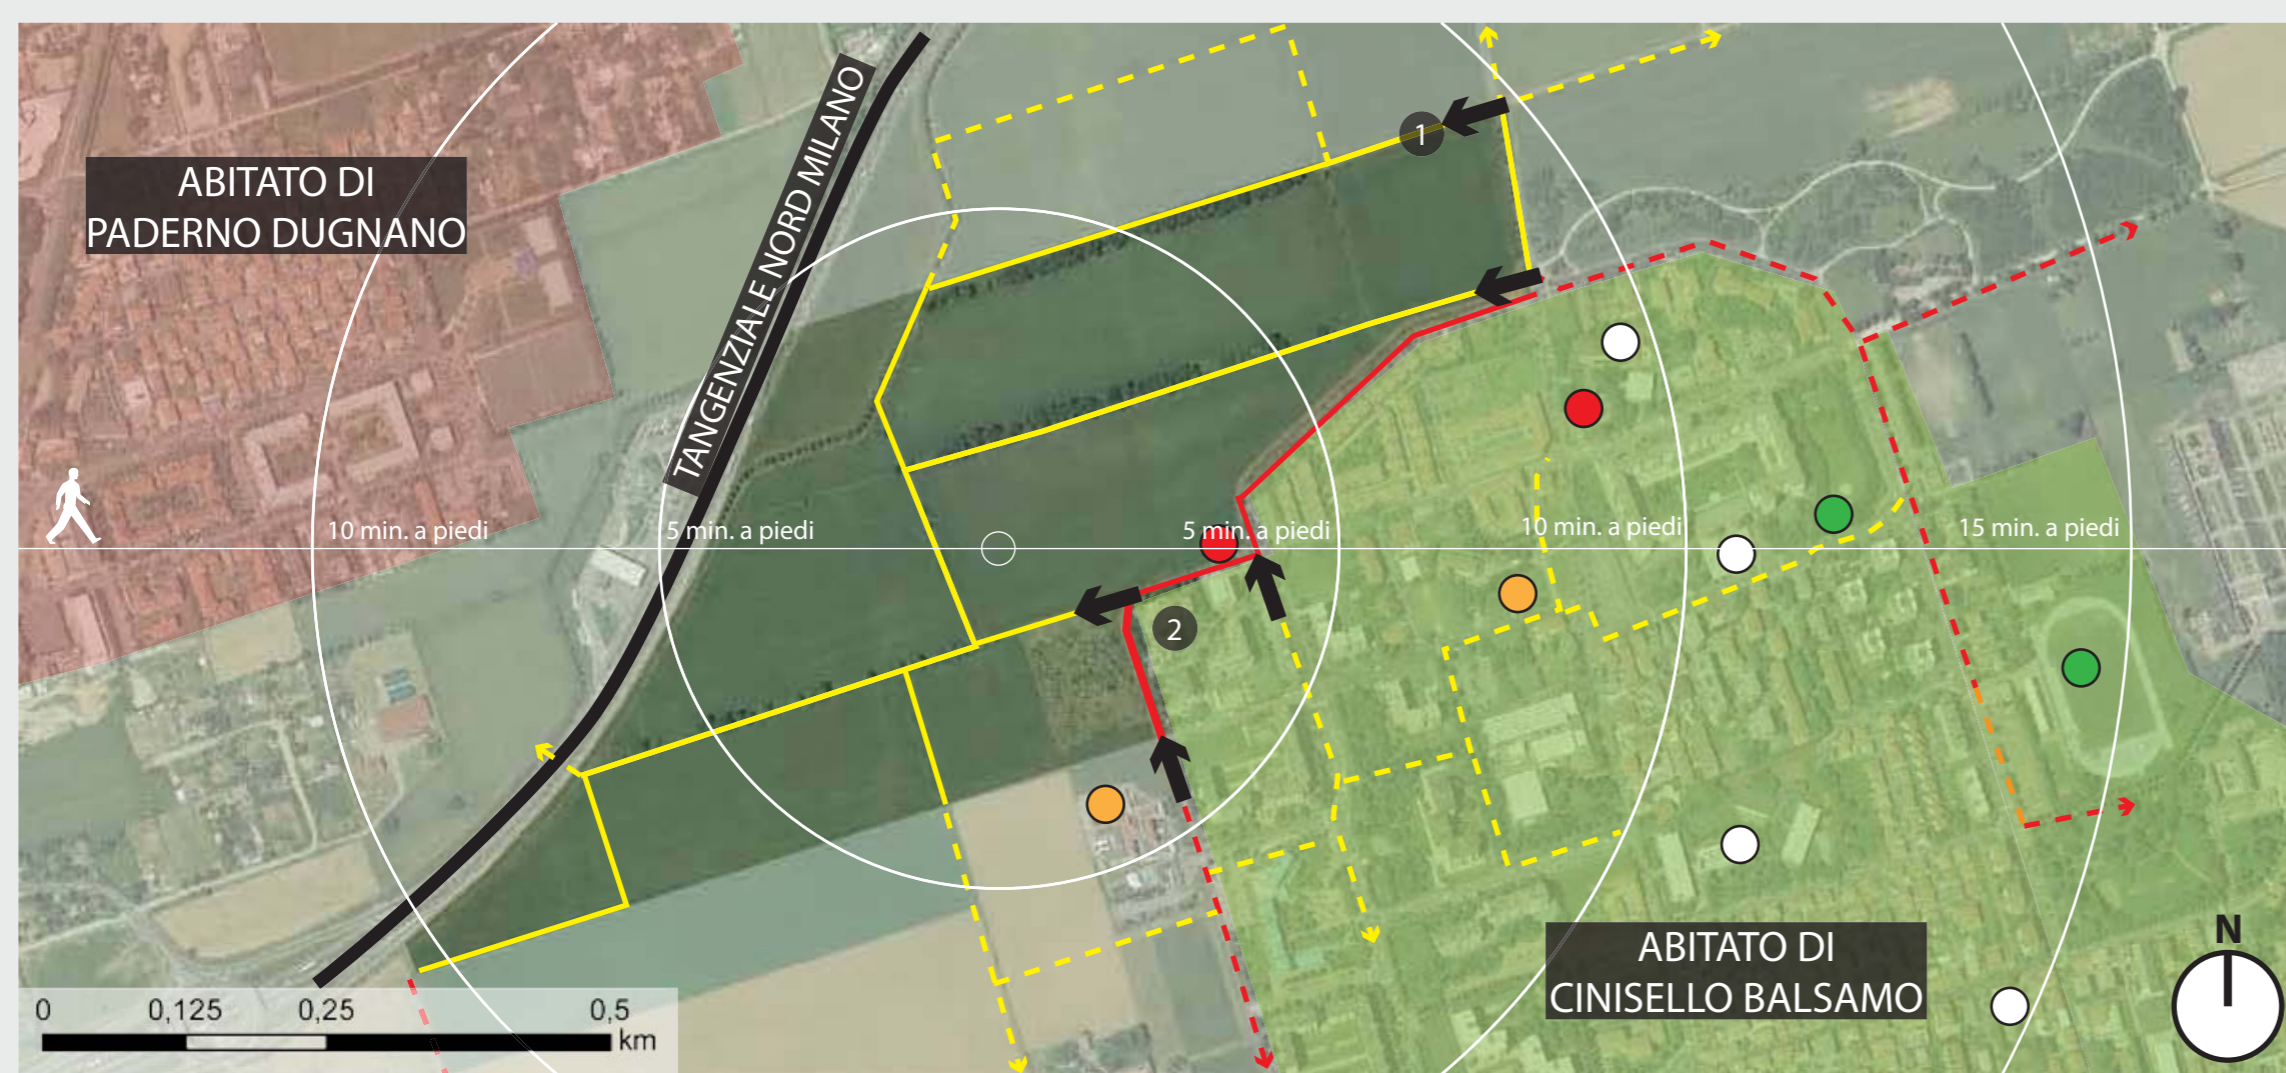 TANGENZIALE NORD MILANO
1
ABITATO DI
PADERNO DUGNANO
10 min. a piedi
5 min. a piedi
5 min. a piedi
10 min. a piedi
15 min. a piedi
2
ABITATO DI
CINISELLO BALSAMO
N
0 0,125 0,25 0,5
km